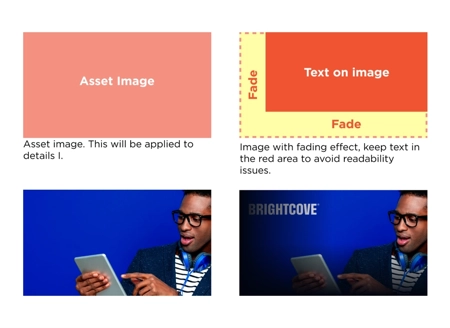 Asset Image
Fade
Text on image
Fade
Asset image. This will be applied to
details I.
Image with fading effect, keep text in
the red area to avoid readability
issues.
BRIGHTCOVE